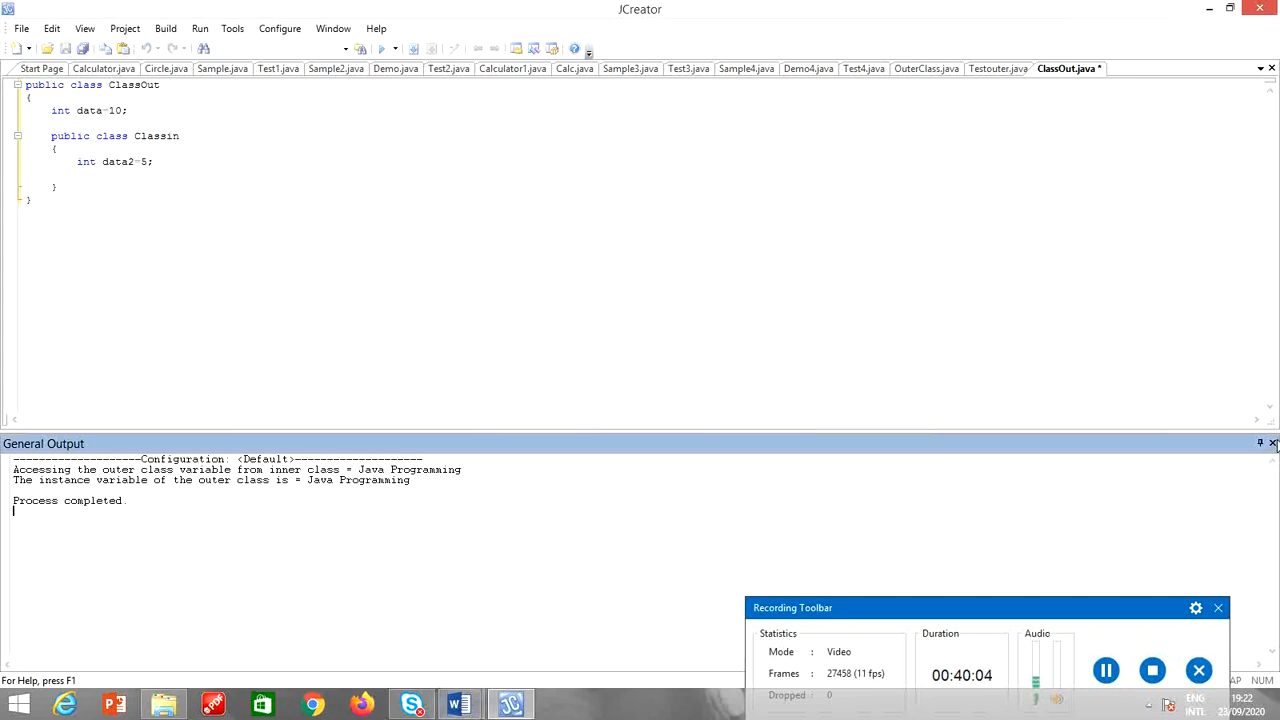 JCreator
File Edit View Project Build Run Tools Configure Window Help
Start Page Calculator.java Circle.java Sample.java Test1.java Sample2.java Demo.java Test2.java Calculator1.java Calc.java Sample3.java Test3.java Sample4.java Demo4.java Test4.java OuterClass.java Testouter.java ClassOut.java *
public class ClassOut
{
int data=10;
public class Classin
{
int data2=5;
}
}
General Output
--------------------Configuration: <Default>--------------------
Accessing the outer class variable from inner class = Java Programming
The instance variable of the outer class is = Java Programming
Process completed.
Recording Toolbar
Statistics Duration Audio
Mode : Video
Frames : 27458 (11 fps)
00:40:04
Dropped : 0
For Help, press F1
AP NUM
ENG 19:22
INTL 23/09/2020